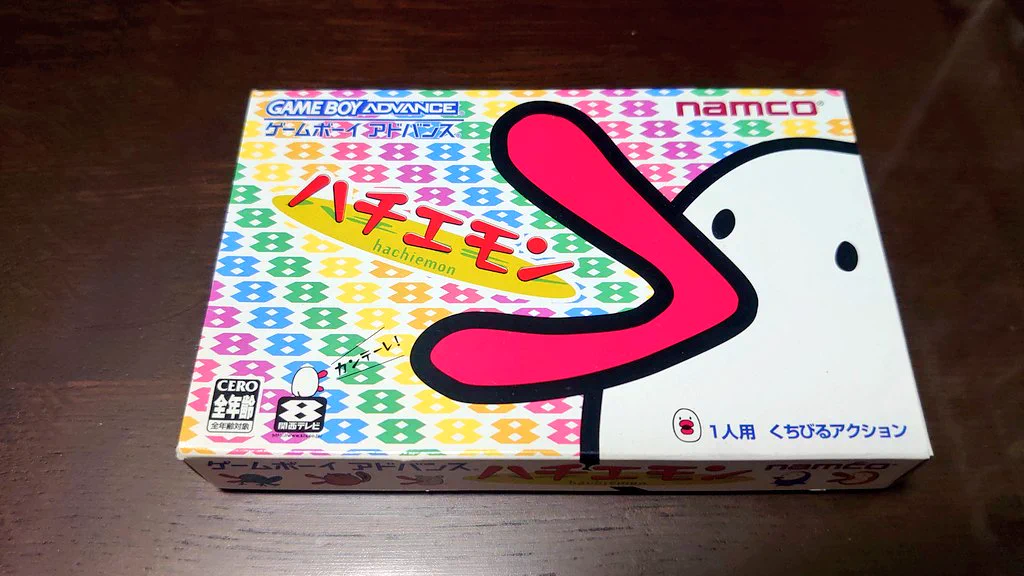 GAME BOY ADVANCE
ゲームボーイ アドバンス
namco
ハチエモン
hachiemon
カンテーレ!
CERO
全年齢
全年齢対象
8
関西テレビ
1人用 くちびるアクション
ゲームボーイ アドバンス
ハチエモン
hachiemon
namco